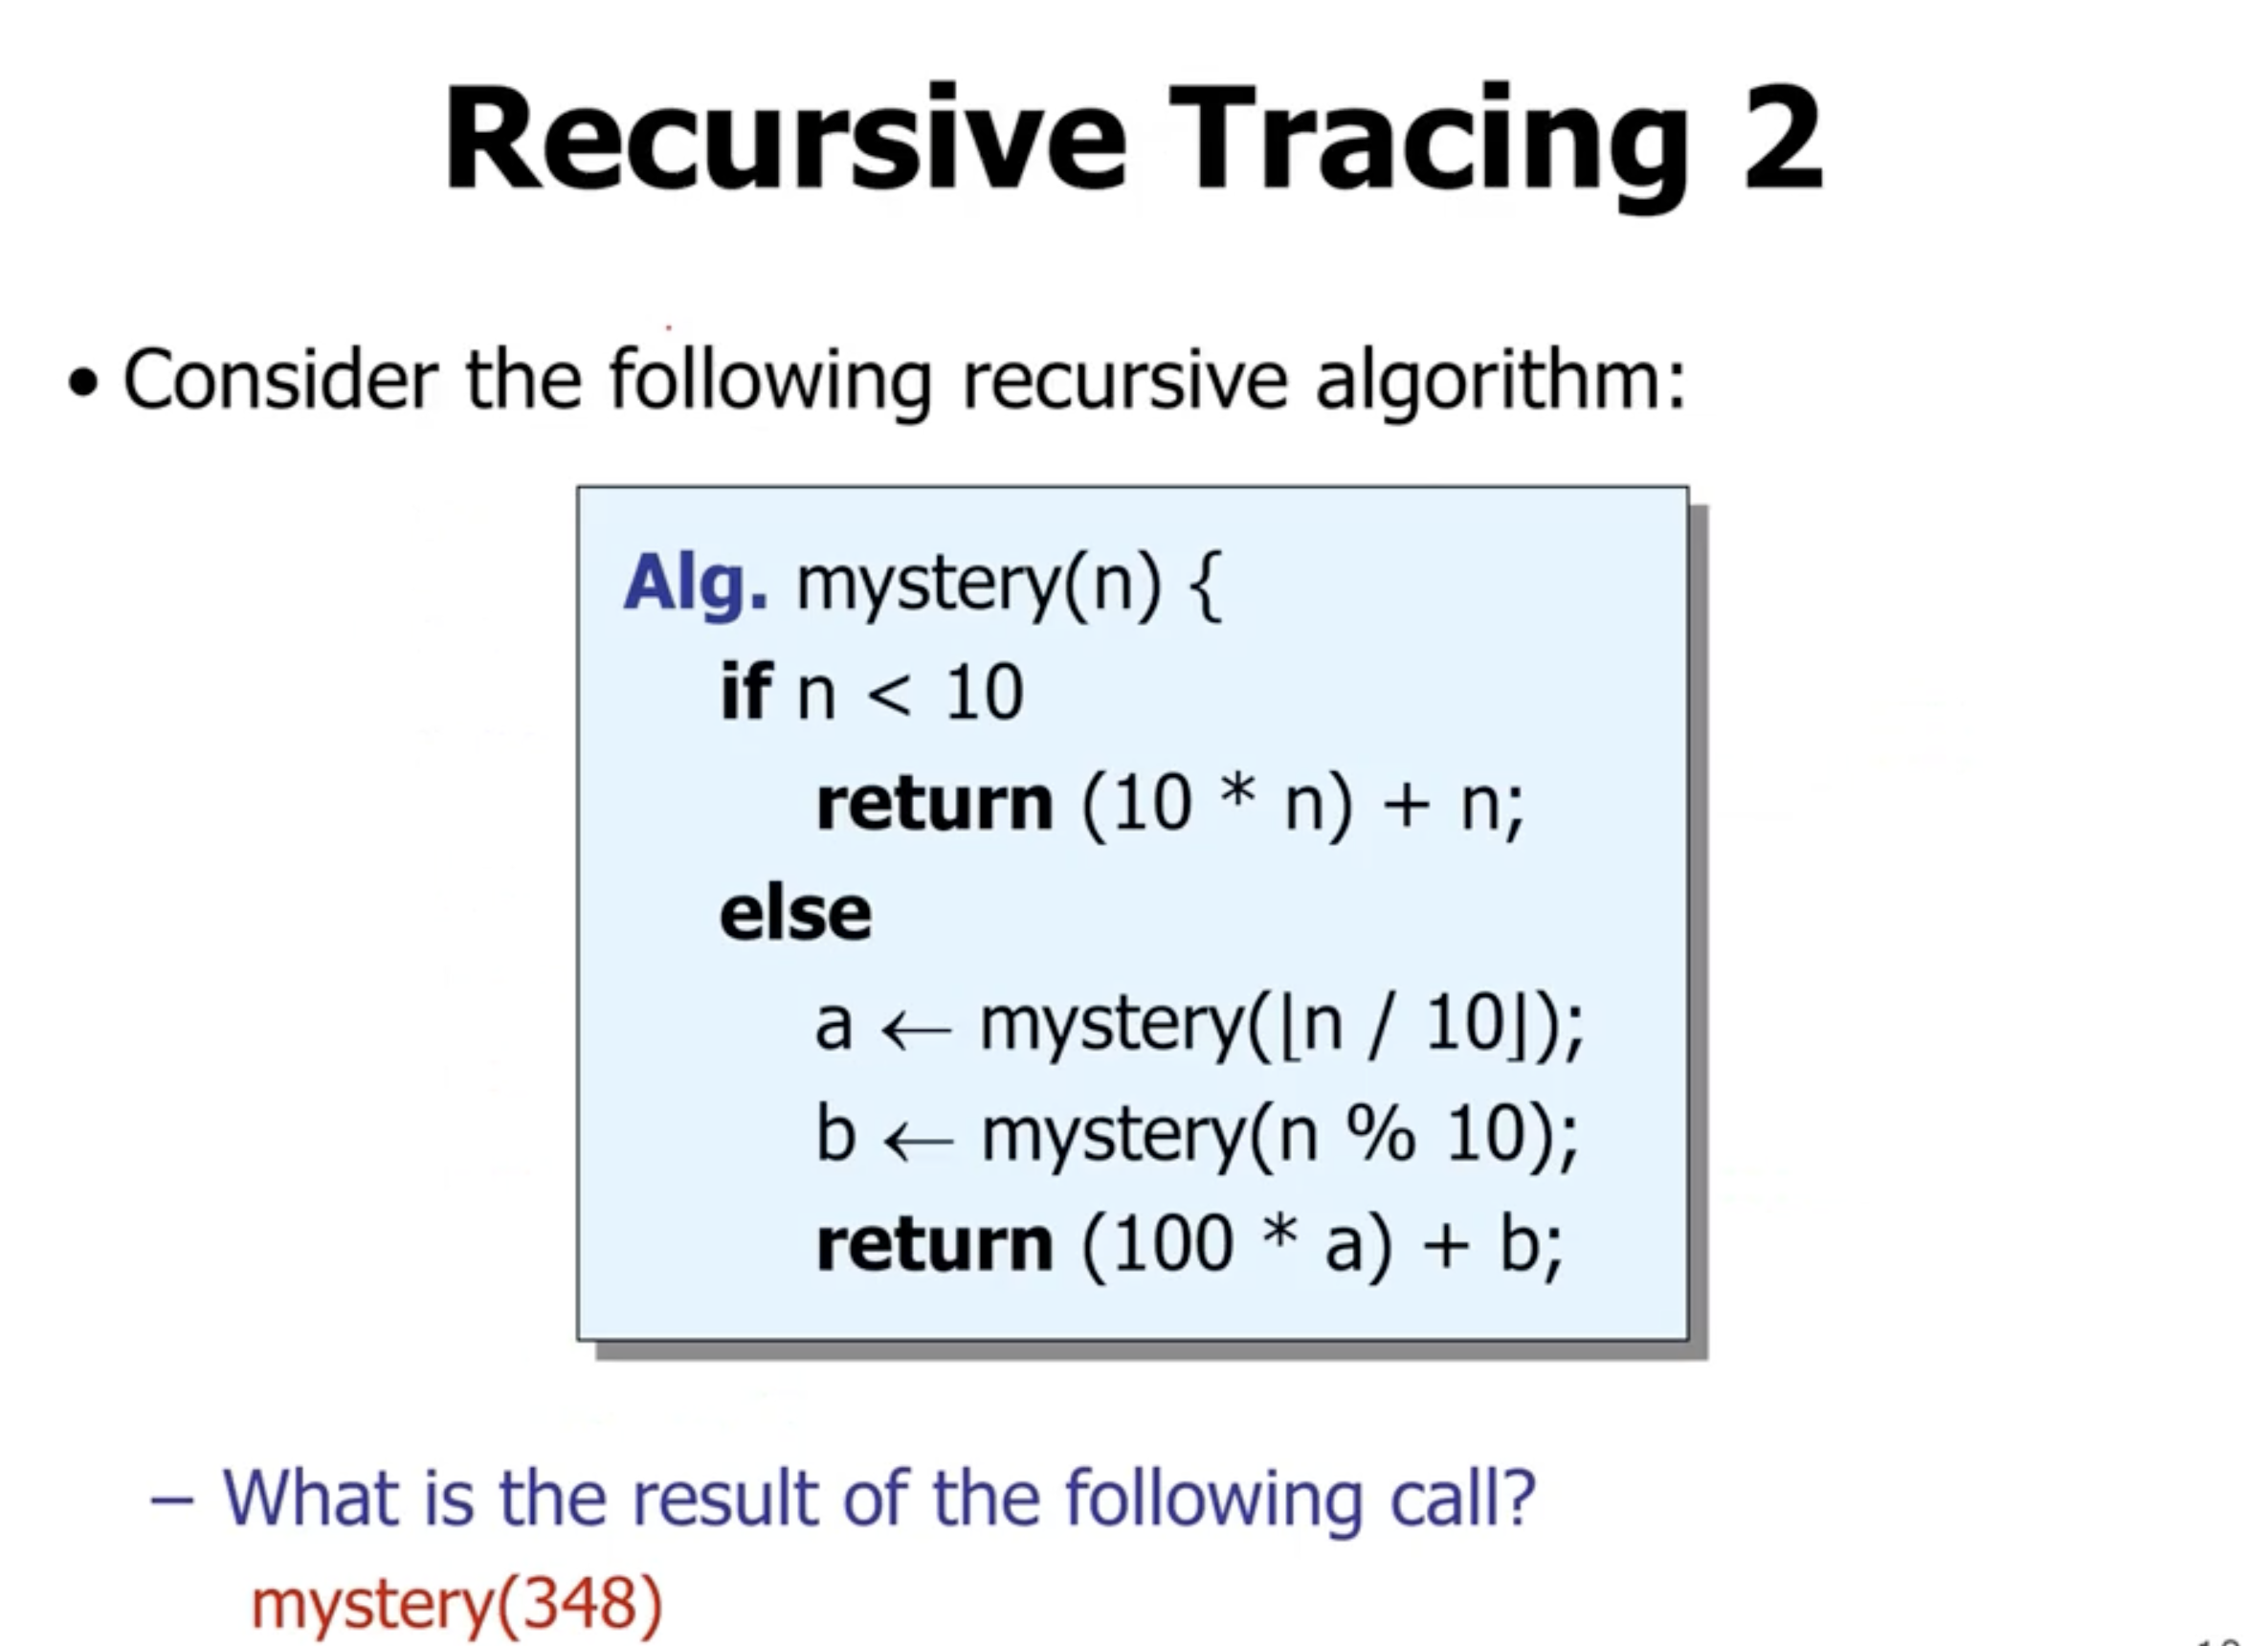 Recursive Tracing 2
• Consider the following recursive algorithm:
Alg. mystery(n) {
if n < 10
return (10 * n) + n;
else
a ← mystery(⌊n / 10⌋);
b ← mystery(n % 10);
return (100 * a) + b;
– What is the result of the following call?
mystery(348)